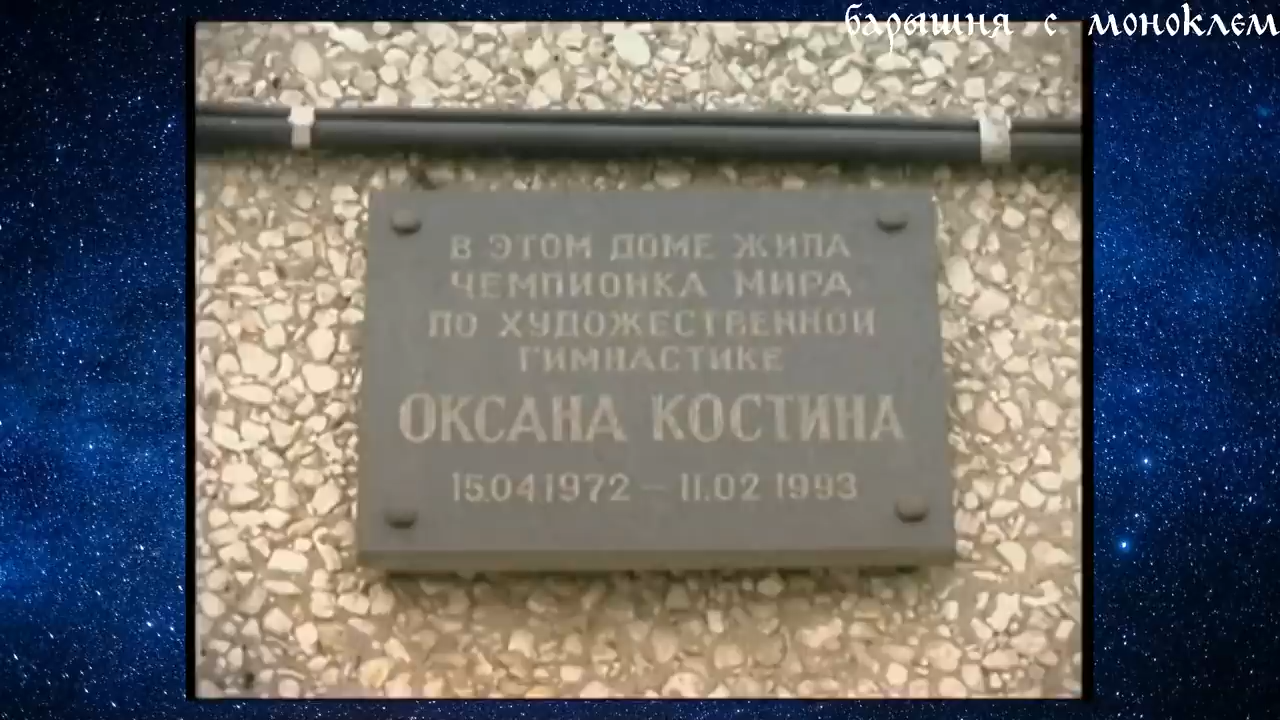 барышня с моноклем
В ЭТОМ ДОМЕ ЖИЛА
ЧЕМПИОНКА МИРА
ПО ХУДОЖЕСТВЕННОЙ
ГИМНАСТИКЕ
ОКСАНА КОСТИНА
15.04.1972 – 11.02 1993